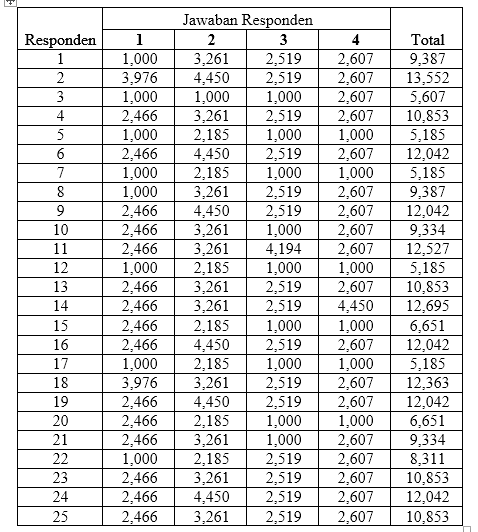 Jawaban Responden
Responden 1 2 3 4 Total
1 1,000 3,261 2,519 2,607 9,387
2 3,976 4,450 2,519 2,607 13,552
3 1,000 1,000 1,000 2,607 5,607
4 2,466 3,261 2,519 2,607 10,853
5 1,000 2,185 1,000 1,000 5,185
6 2,466 4,450 2,519 2,607 12,042
7 1,000 2,185 1,000 1,000 5,185
8 1,000 3,261 2,519 2,607 9,387
9 2,466 4,450 2,519 2,607 12,042
10 2,466 3,261 1,000 2,607 9,334
11 2,466 3,261 4,194 2,607 12,527
12 1,000 2,185 1,000 1,000 5,185
13 2,466 3,261 2,519 2,607 10,853
14 2,466 3,261 2,519 4,450 12,695
15 2,466 2,185 1,000 1,000 6,651
16 2,466 4,450 2,519 2,607 12,042
17 1,000 2,185 1,000 1,000 5,185
18 3,976 3,261 2,519 2,607 12,363
19 2,466 4,450 2,519 2,607 12,042
20 2,466 2,185 1,000 1,000 6,651
21 2,466 3,261 1,000 2,607 9,334
22 1,000 2,185 2,519 2,607 8,311
23 2,466 3,261 2,519 2,607 10,853
24 2,466 4,450 2,519 2,607 12,042
25 2,466 3,261 2,519 2,607 10,853